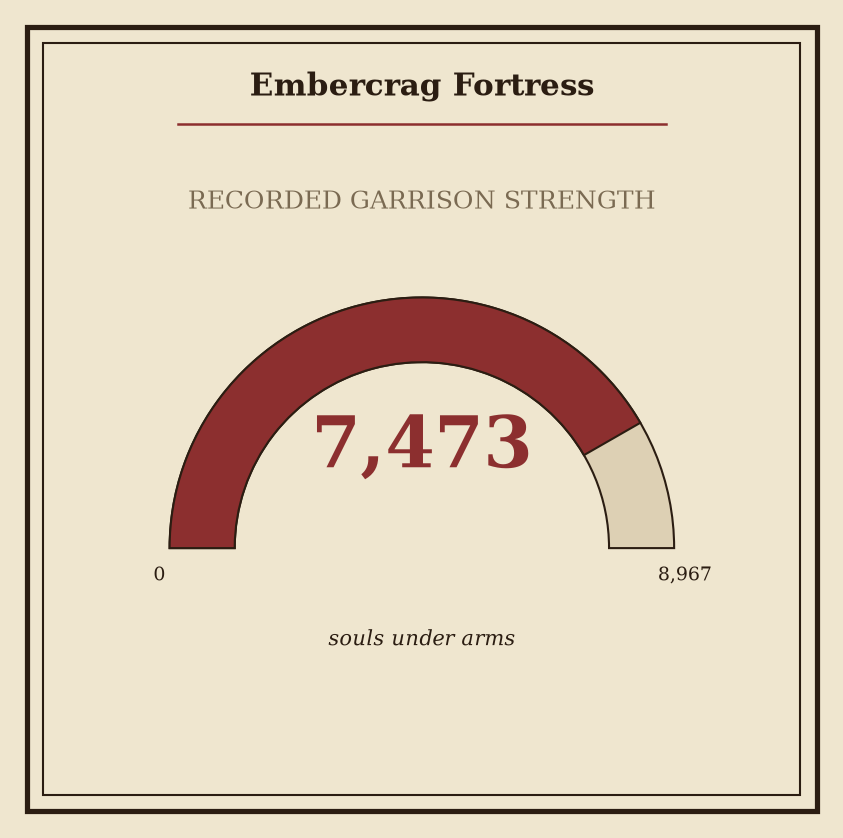 Embercrag Fortress
RECORDED GARRISON STRENGTH
7,473
0
8,967
souls under arms